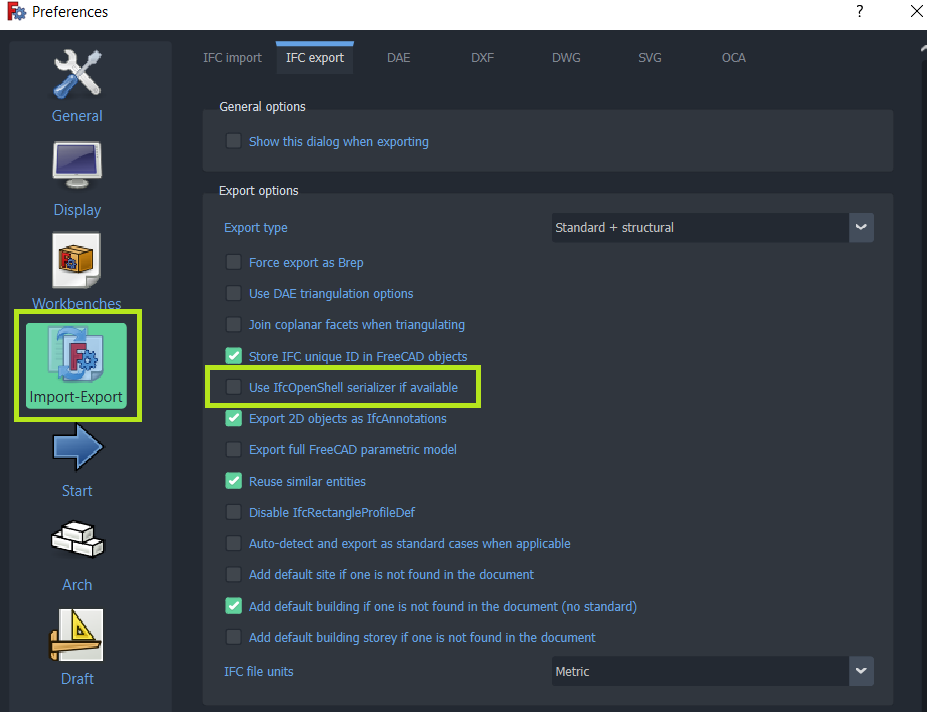 Preferences
?
General
Display
Workbenches
Import-Export
Start
Arch
Draft
IFC import
IFC export
DAE
DXF
DWG
SVG
OCA
General options
Show this dialog when exporting
Export options
Export type
Standard + structural
Force export as Brep
Use DAE triangulation options
Join coplanar facets when triangulating
Store IFC unique ID in FreeCAD objects
Use IfcOpenShell serializer if available
Export 2D objects as IfcAnnotations
Export full FreeCAD parametric model
Reuse similar entities
Disable IfcRectangleProfileDef
Auto-detect and export as standard cases when applicable
Add default site if one is not found in the document
Add default building if one is not found in the document (no standard)
Add default building storey if one is not found in the document
IFC file units
Metric